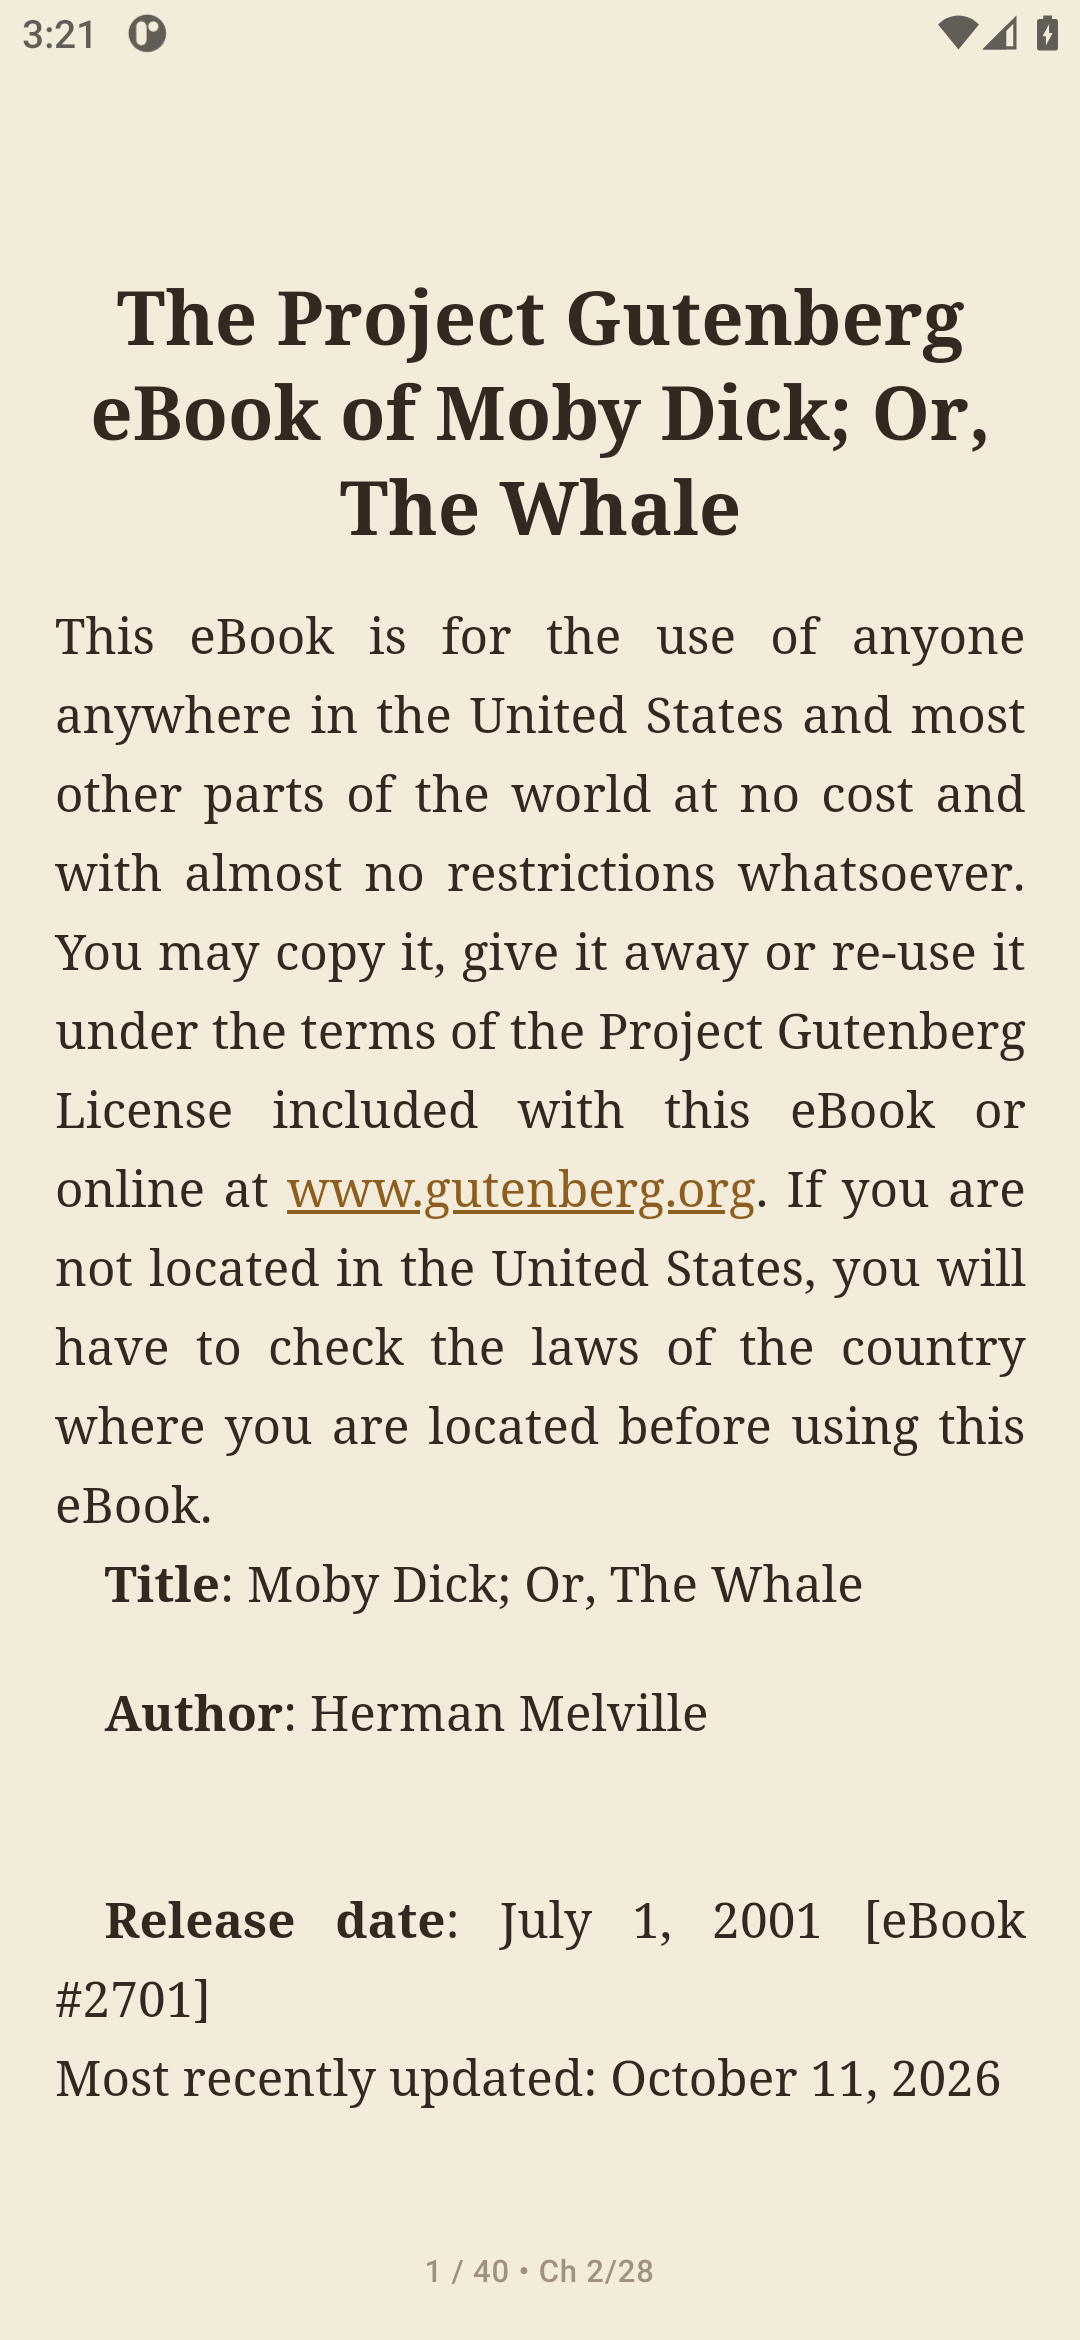 3:21
The Project Gutenberg
eBook of Moby Dick; Or,
The Whale
This eBook is for the use of anyone
anywhere in the United States and most
other parts of the world at no cost and
with almost no restrictions whatsoever.
You may copy it, give it away or re-use it
under the terms of the Project Gutenberg
License included with this eBook or
online at www.gutenberg.org. If you are
not located in the United States, you will
have to check the laws of the country
where you are located before using this
eBook.
Title: Moby Dick; Or, The Whale
Author: Herman Melville
Release date: July 1, 2001 [eBook
#2701]
Most recently updated: October 11, 2026
1 / 40 • Ch 2/28